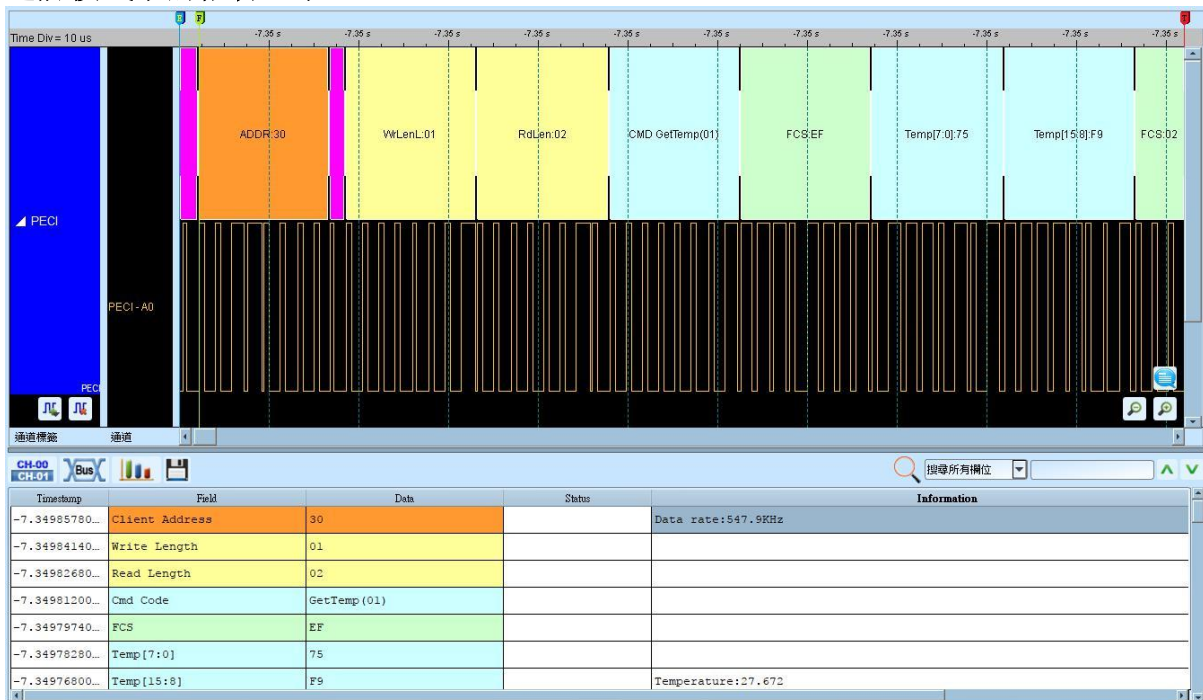 Time Div = 10 us
-7.35 s -7.35 s -7.35 s -7.35 s -7.35 s -7.35 s -7.35 s -7.35 s -7.35 s -7.35 s -7.35 s
ADDR:30 WrLenL:01 RdLen:02 CMD GetTemp(01) FCS:EF Temp[7:0]:75 Temp[15:8]:F9 FCS:02
PECI
PECI - A0
PECI
通道標籤 通道
CH-00
CH-01
Bus
搜尋所有欄位
Timestamp Field Data Status Information
-7.34985780... Client Address 30 Data rate:547.9KHz
-7.34984140... Write Length 01
-7.34982680... Read Length 02
-7.34981200... Cmd Code GetTemp(01)
-7.34979740... FCS EF
-7.34978280... Temp[7:0] 75
-7.34976800... Temp[15:8] F9 Temperature:27.672